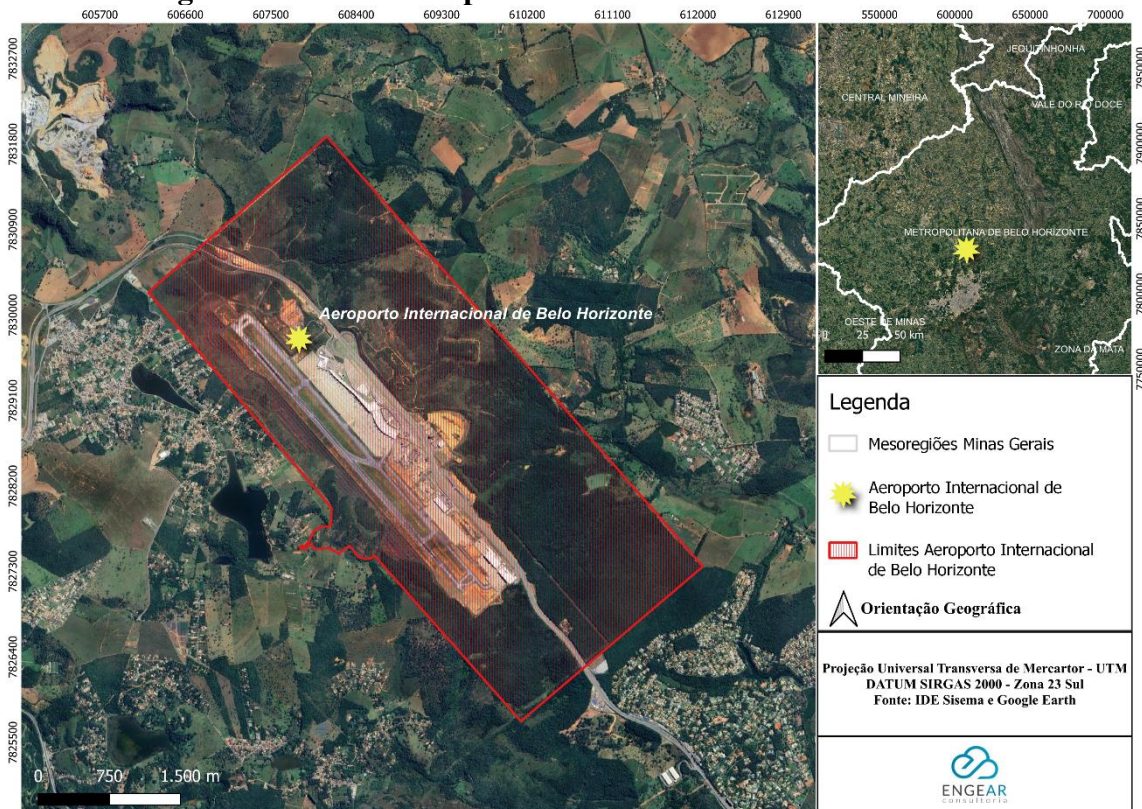 605700 606600 607500 608400 609300 610200 611100 612000 612900
7832700
7831800
7830900
7830000
7829100
7828200
7827300
7826400
7825500
Aeroporto Internacional de Belo Horizonte
0 750 1.500 m
550000 600000 650000 700000
7950000
7900000
7850000
7800000
7750000
JEQUITINHONHA
CENTRAL MINEIRA
VALE DO RIO DOCE
METROPOLITANA DE BELO HORIZONTE
OESTE DE MINAS
ZONA DA MATA
0 25 50 km
Legenda
Mesoregiões Minas Gerais
Aeroporto Internacional de
Belo Horizonte
Limites Aeroporto Internacional
de Belo Horizonte
Orientação Geográfica
Projeção Universal Transversa de Mercartor - UTM
DATUM SIRGAS 2000 - Zona 23 Sul
Fonte: IDE Sisema e Google Earth
ENGEAR
consultoria